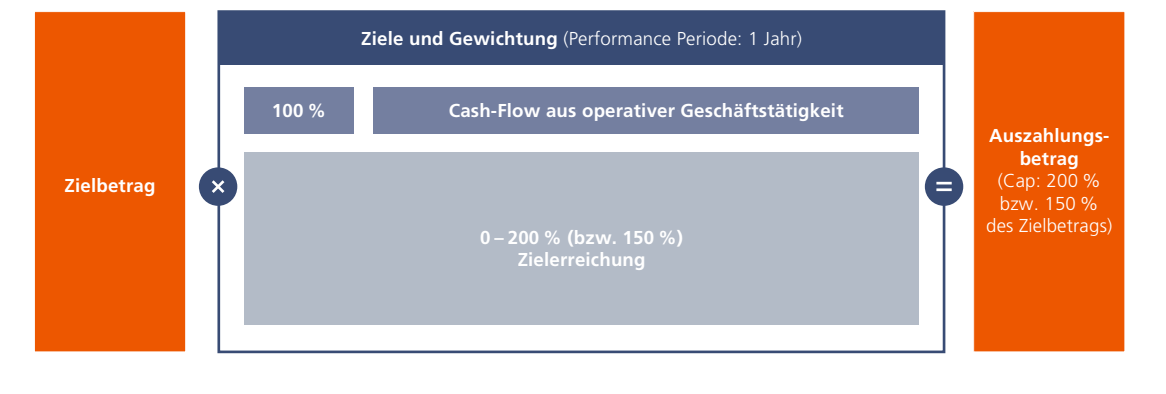 Zielbetrag
×
Ziele und Gewichtung (Performance Periode: 1 Jahr)
100 %
Cash-Flow aus operativer Geschäftstätigkeit
0 – 200 % (bzw. 150 %)
Zielerreichung
=
Auszahlungs-
betrag
(Cap: 200 %
bzw. 150 %
des Zielbetrags)